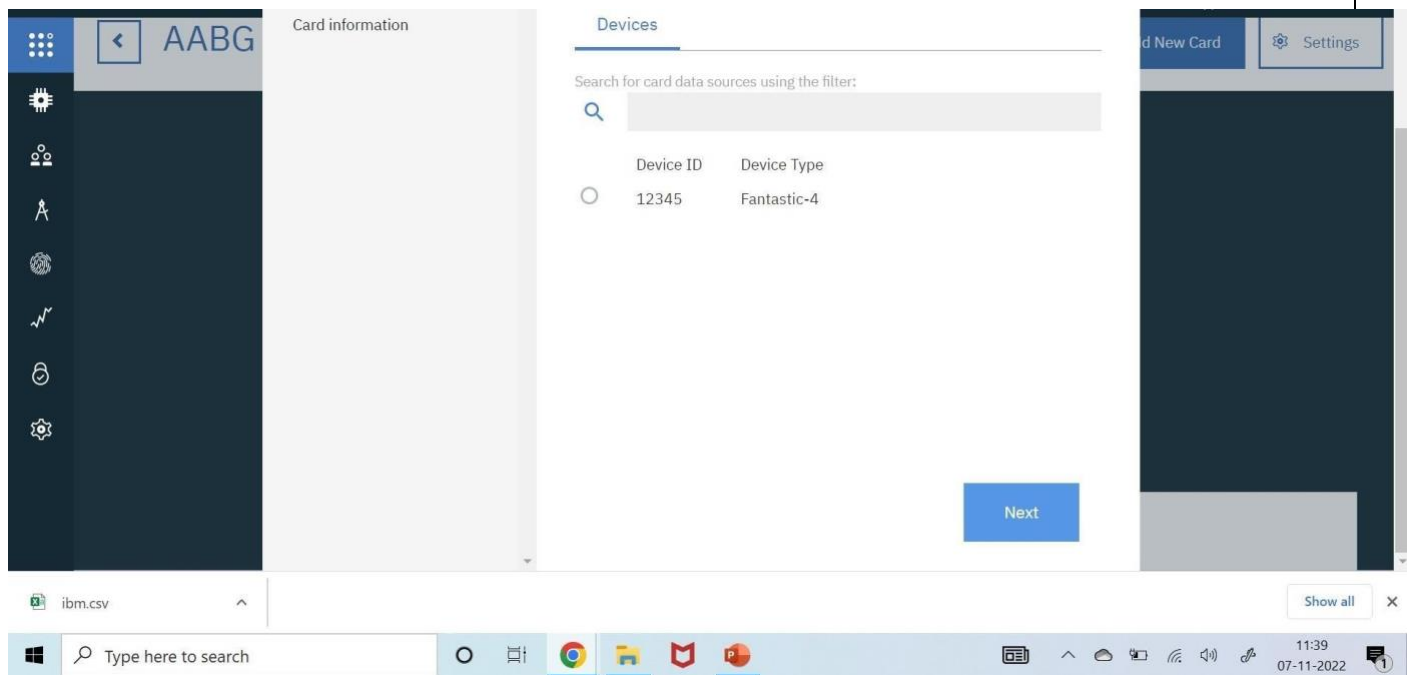 AABG
Card information
Devices
d New Card
Settings
Search for card data sources using the filter:
Device ID Device Type
12345 Fantastic-4
Next
ibm.csv
Show all
Type here to search
11:39
07-11-2022
1